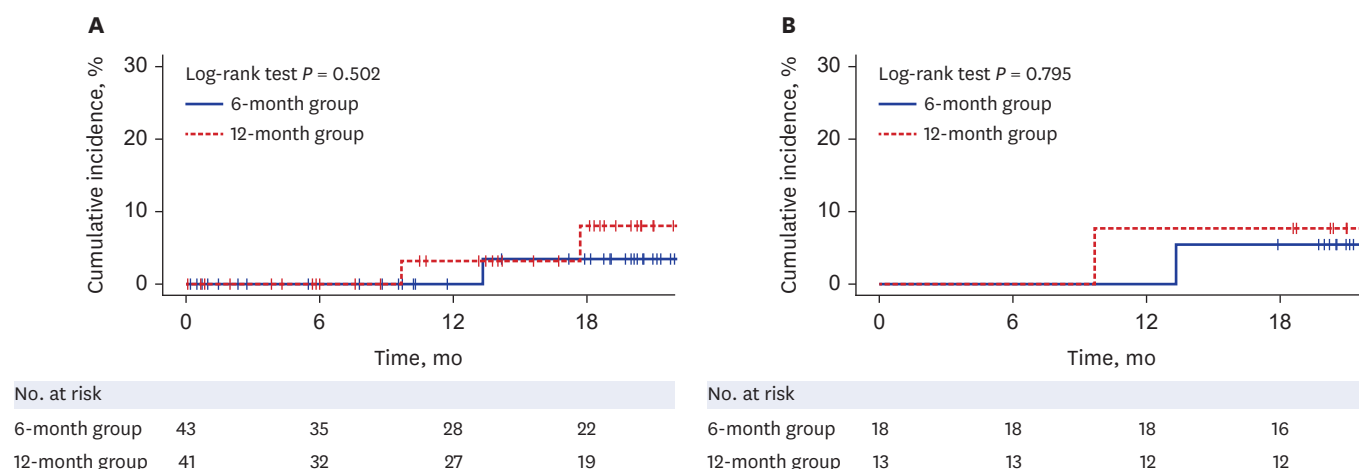 A
Cumulative incidence, %
30
20
10
0
Log-rank test P = 0.502
6-month group
12-month group
0 6 12 18
Time, mo
No. at risk
6-month group 43 35 28 22
12-month group 41 32 27 19
B
Cumulative incidence, %
30
20
10
0
Log-rank test P = 0.795
6-month group
12-month group
0 6 12 18
Time, mo
No. at risk
6-month group 18 18 18 16
12-month group 13 13 12 12